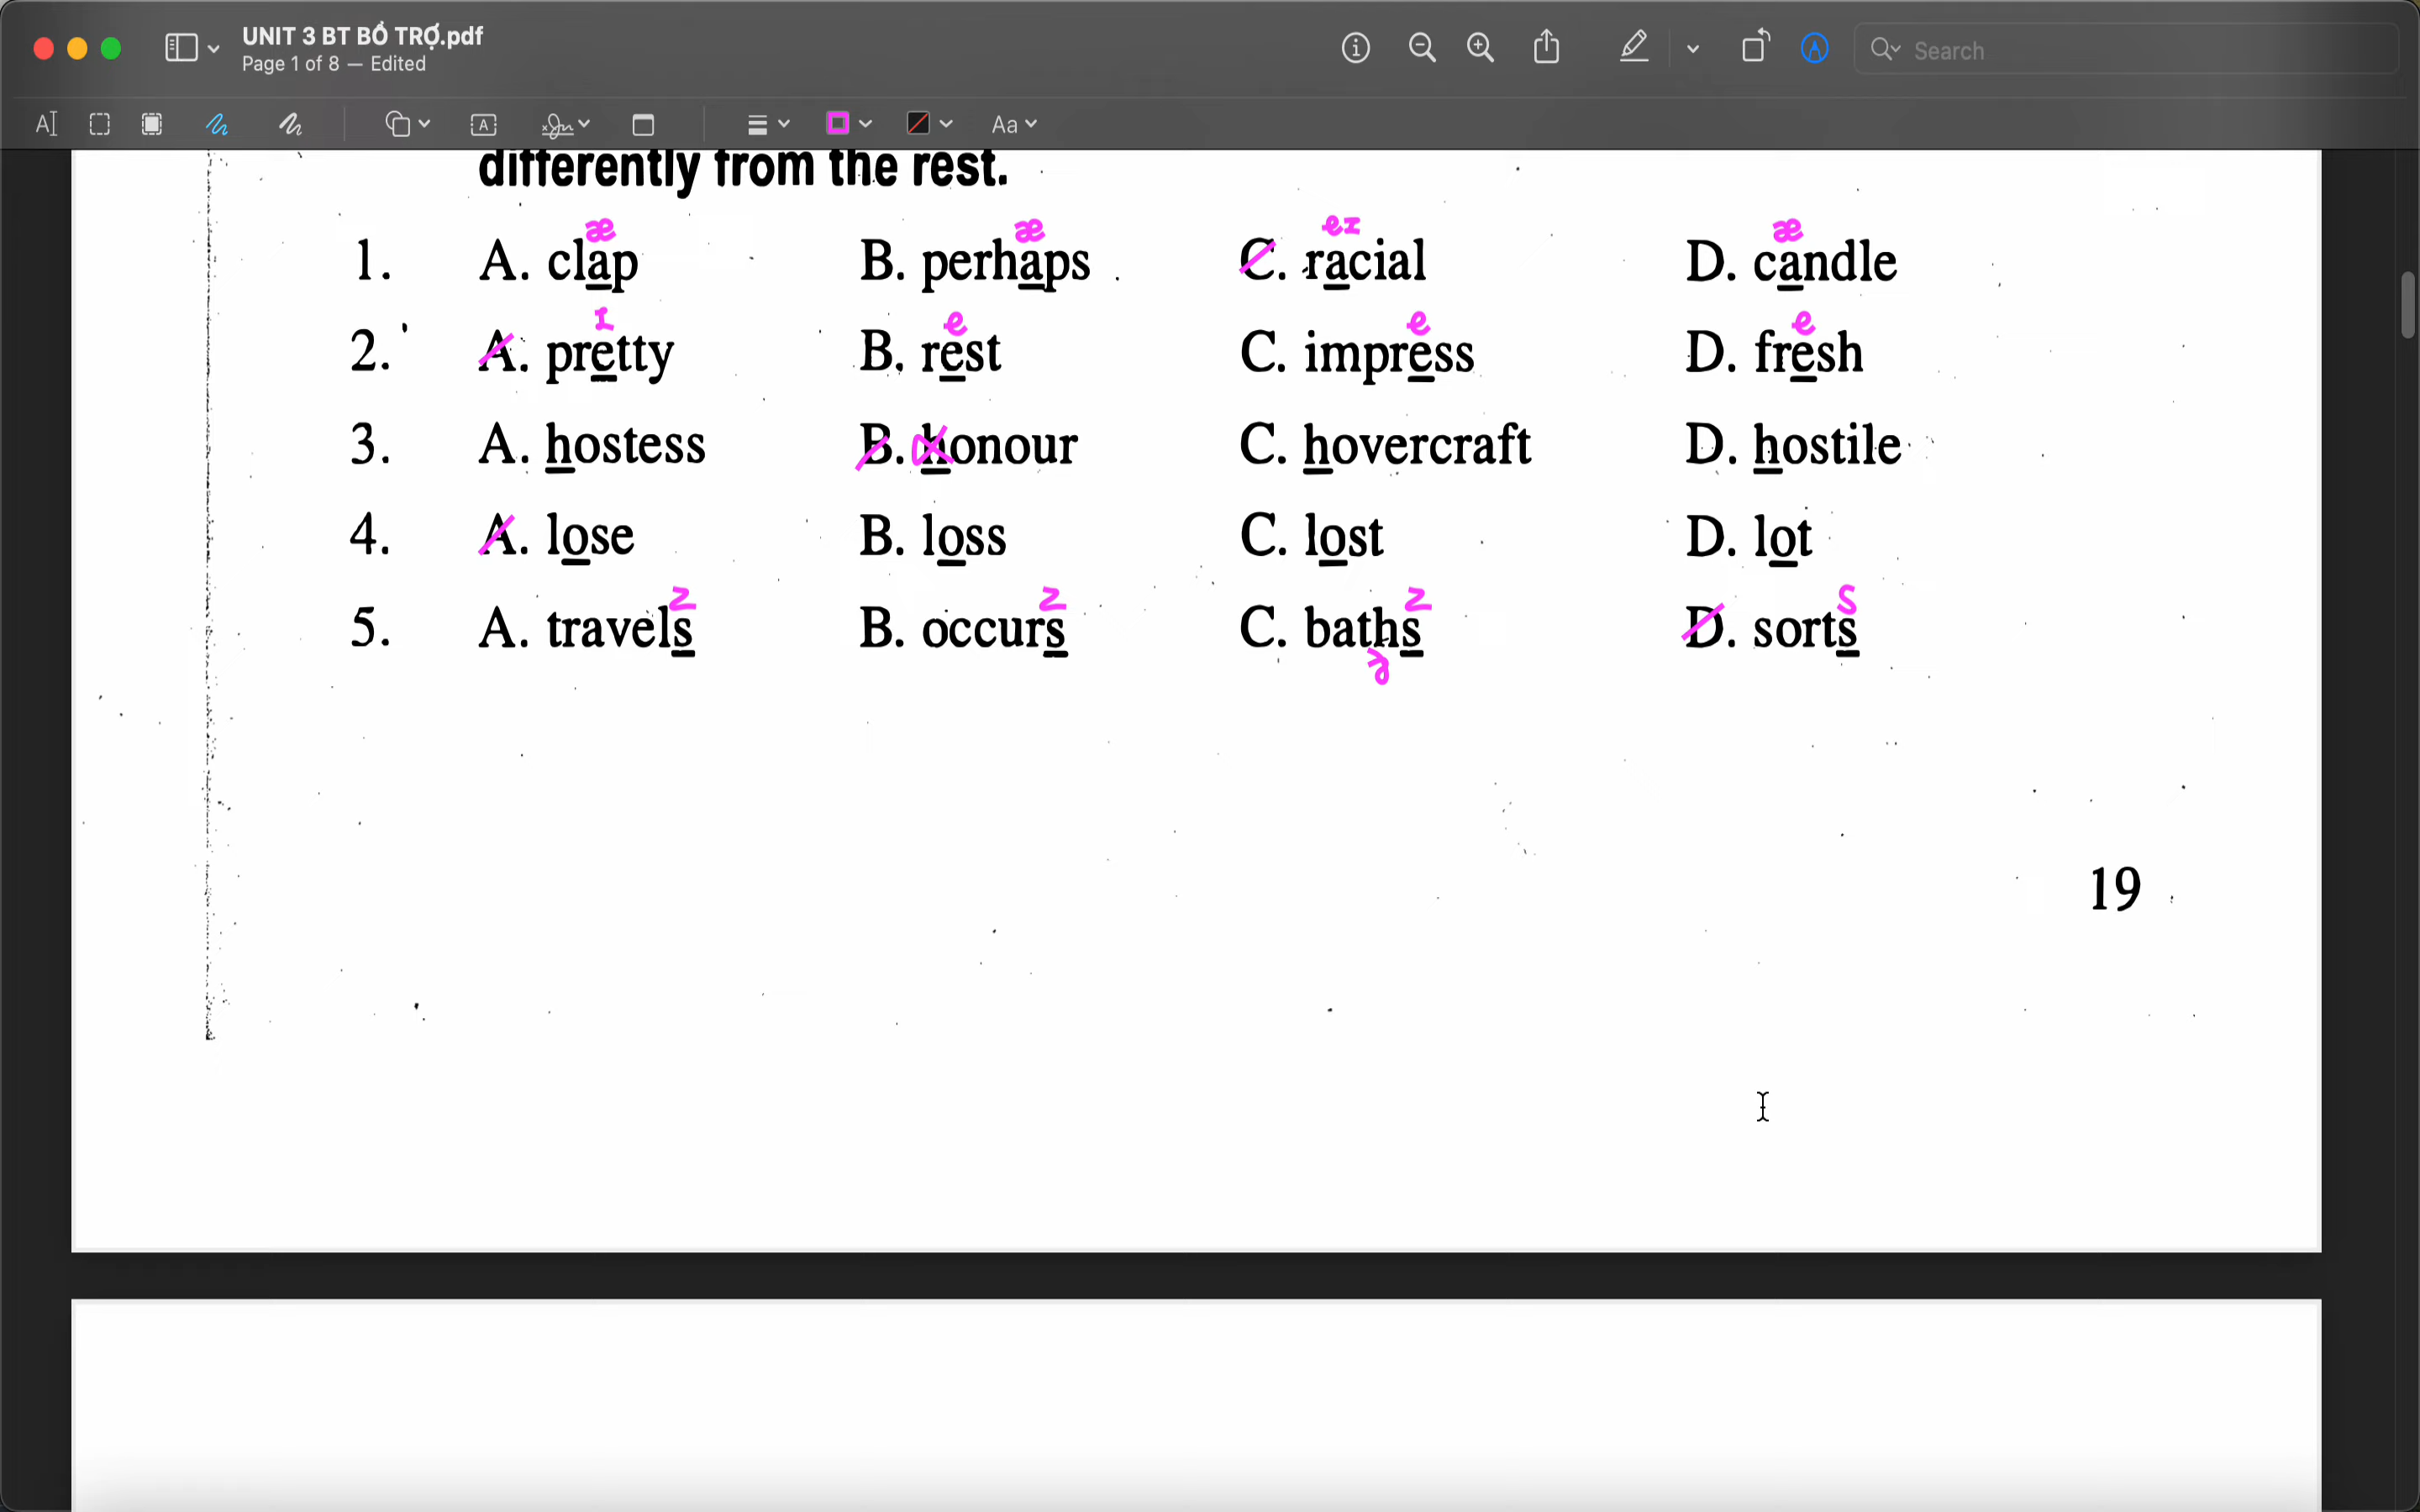 UNIT 3 BT BỔ TRỢ.pdf
Page 1 of 8 — Edited
Search
Aa
differently from the rest.
æ æ eɪ æ
1. A. clap B. perhaps C. racial D. candle
ɪ e e e
2. A. pretty B. rest C. impress D. fresh
3. A. hostess B. honour C. hovercraft D. hostile
4. A. lose B. loss C. lost D. lot
z z z s
5. A. travels B. occurs C. baths D. sorts
19